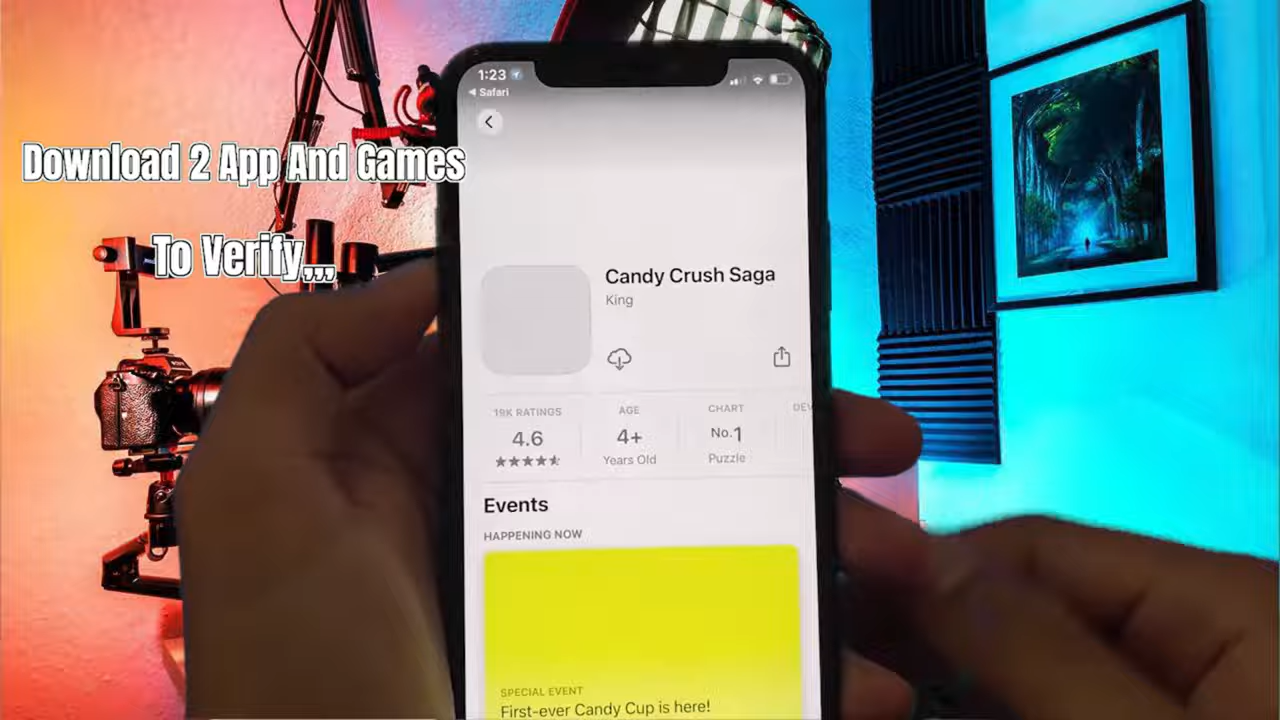 1:23
Safari
Download 2 App And Games
To Verify,,,
Candy Crush Saga
King
19K RATINGS
4.6
AGE
4+
Years Old
CHART
No.1
Puzzle
DEV
Events
HAPPENING NOW
SPECIAL EVENT
First-ever Candy Cup is here!